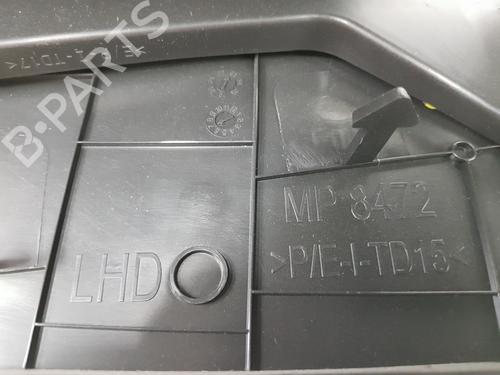 B-PARTS
MP 8472
>P/E-I-TD15<
LHD